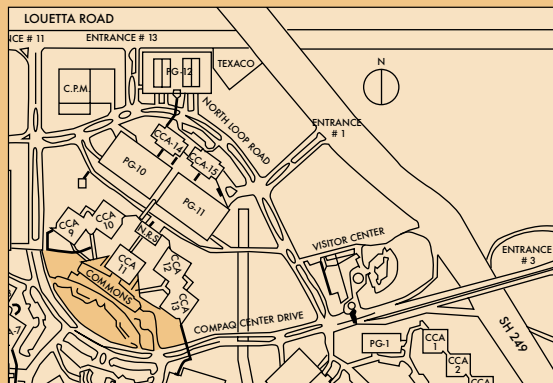 LOUETTA ROAD
NCE # 11
ENTRANCE # 13
N
C.P.M.
PG-12
TEXACO
NORTH LOOP ROAD
ENTRANCE
# 1
CCA-14
CCA-15
PG-10
PG-11
CCA
9
CCA
10
N.R.S
VISITOR CENTER
ENTRANCE
# 3
CCA
11
CCA
12
COMMONS
CCA
13
COMPAQ CENTER DRIVE
SH 249
PG-1
CCA
1
CCA
2
CCA